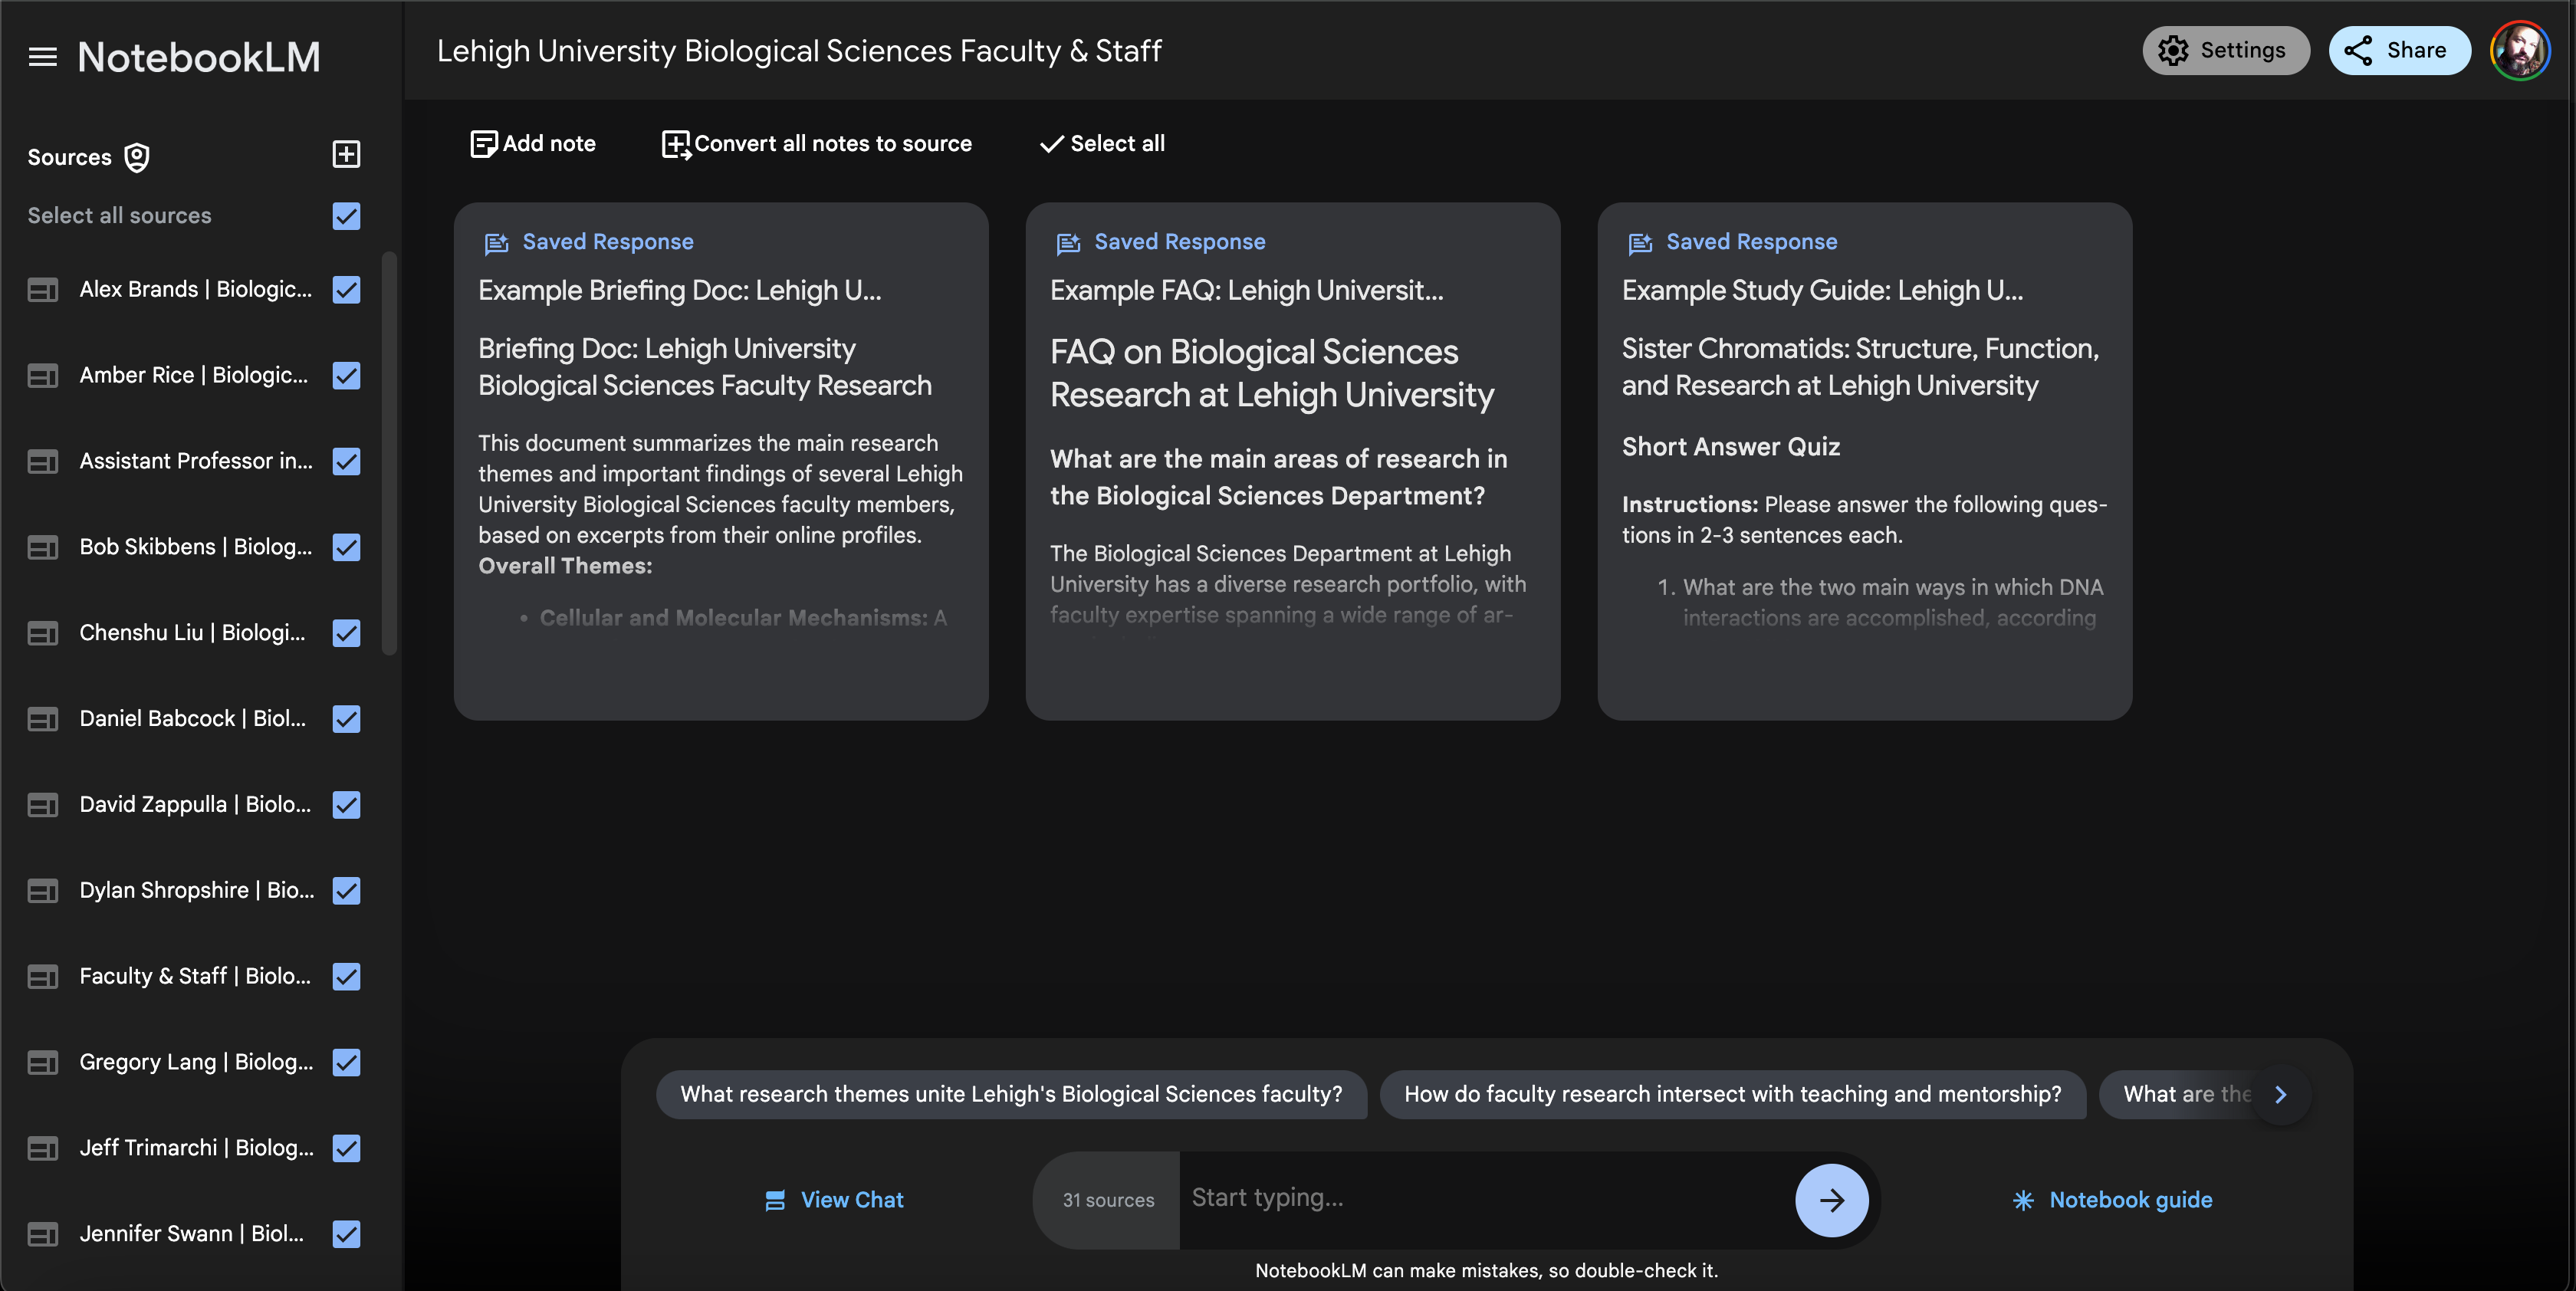 NotebookLM
Lehigh University Biological Sciences Faculty & Staff
Settings
Share
Sources
Select all sources
Alex Brands | Biologic...
Amber Rice | Biologic...
Assistant Professor in...
Bob Skibbens | Biolog...
Chenshu Liu | Biologi...
Daniel Babcock | Biol...
David Zappulla | Biolo...
Dylan Shropshire | Bio...
Faculty & Staff | Biolo...
Gregory Lang | Biolog...
Jeff Trimarchi | Biolog...
Jennifer Swann | Biol...
Add note
Convert all notes to source
Select all
Saved Response
Example Briefing Doc: Lehigh U...
Briefing Doc: Lehigh University
Biological Sciences Faculty Research
This document summarizes the main research
themes and important findings of several Lehigh
University Biological Sciences faculty members,
based on excerpts from their online profiles.
Overall Themes:
• Cellular and Molecular Mechanisms: A
Saved Response
Example FAQ: Lehigh Universit...
FAQ on Biological Sciences
Research at Lehigh University
What are the main areas of research in
the Biological Sciences Department?
The Biological Sciences Department at Lehigh
University has a diverse research portfolio, with
faculty expertise spanning a wide range of ar-
Saved Response
Example Study Guide: Lehigh U...
Sister Chromatids: Structure, Function,
and Research at Lehigh University
Short Answer Quiz
Instructions: Please answer the following ques-
tions in 2-3 sentences each.
1. What are the two main ways in which DNA
interactions are accomplished, according
What research themes unite Lehigh's Biological Sciences faculty?
How do faculty research intersect with teaching and mentorship?
What are the
View Chat
31 sources
Start typing...
Notebook guide
NotebookLM can make mistakes, so double-check it.